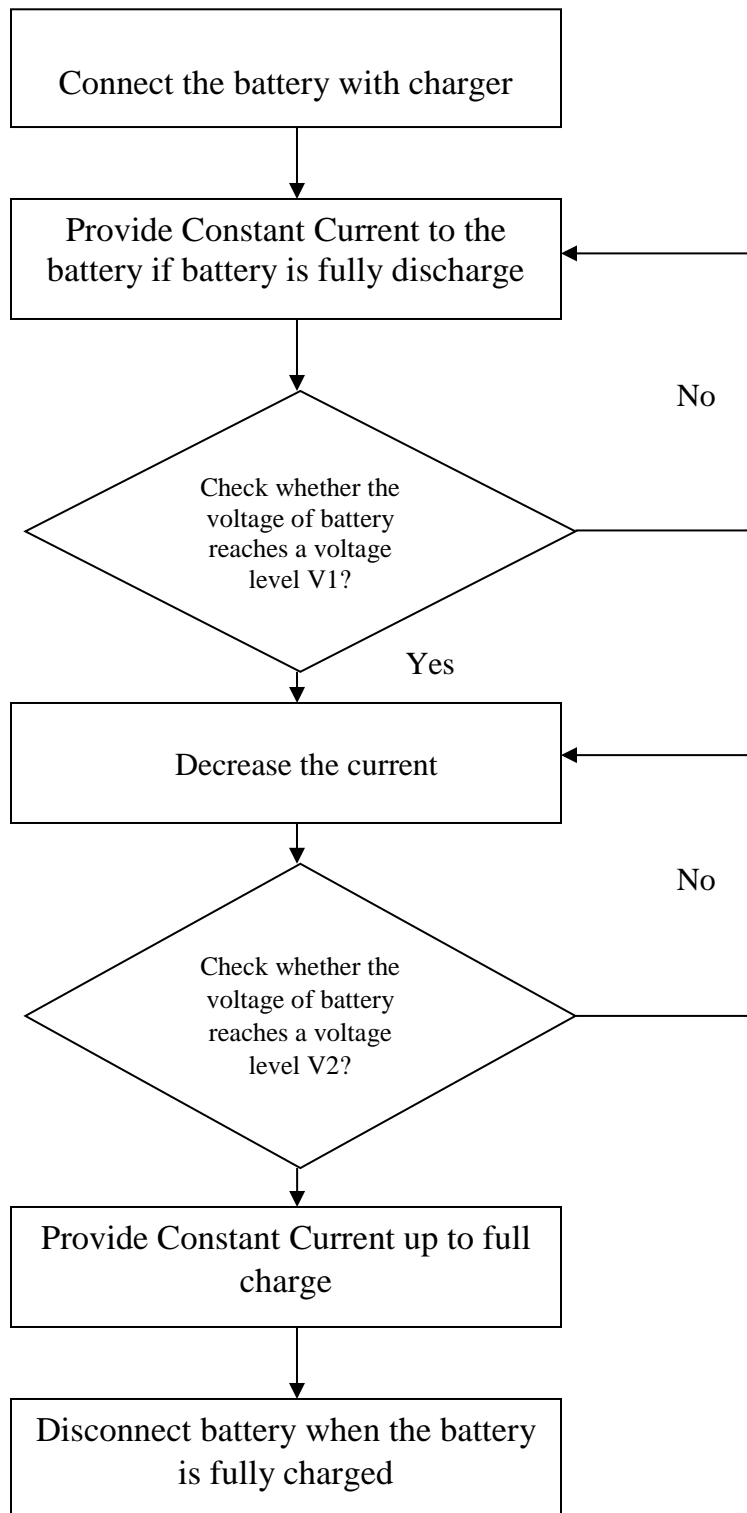 Connect the battery with charger
Provide Constant Current to the
battery if battery is fully discharge
No
Check whether the
voltage of battery
reaches a voltage
level V1?
Yes
Decrease the current
No
Check whether the
voltage of battery
reaches a voltage
level V2?
Provide Constant Current up to full
charge
Disconnect battery when the battery
is fully charged